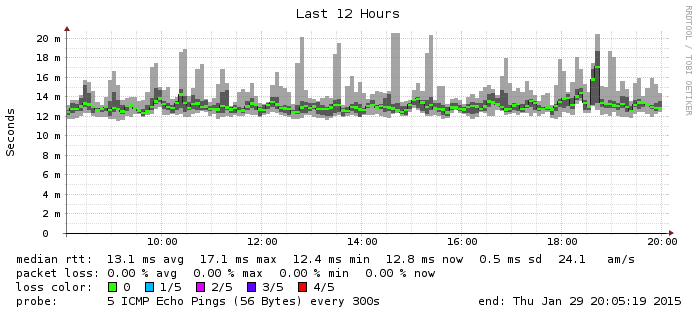 Last 12 Hours
RRDTOOL / TOBI OETIKER
Seconds
20 m
18 m
16 m
14 m
12 m
10 m
8 m
6 m
4 m
2 m
0
10:00 12:00 14:00 16:00 18:00 20:00
median rtt: 13.1 ms avg 17.1 ms max 12.4 ms min 12.8 ms now 0.5 ms sd 24.1 am/s
packet loss: 0.00 % avg 0.00 % max 0.00 % min 0.00 % now
loss color: 0 1/5 2/5 3/5 4/5
probe: 5 ICMP Echo Pings (56 Bytes) every 300s end: Thu Jan 29 20:05:19 2015